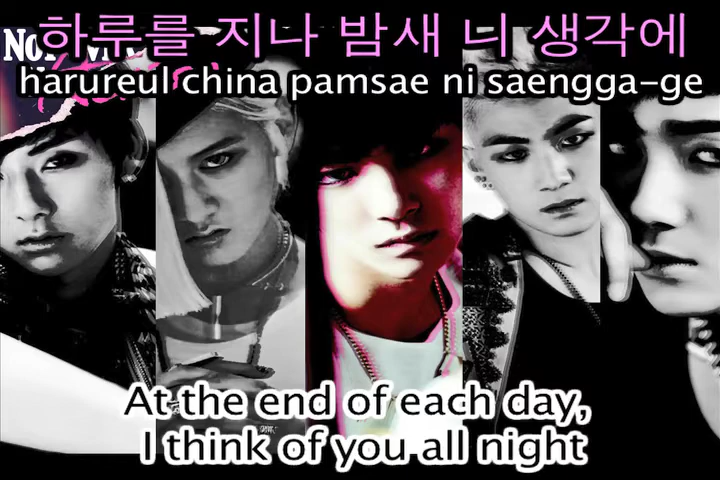 하루를 지나 밤새 니 생각에
harureul china pamsae ni saengga-ge
At the end of each day,
I think of you all night